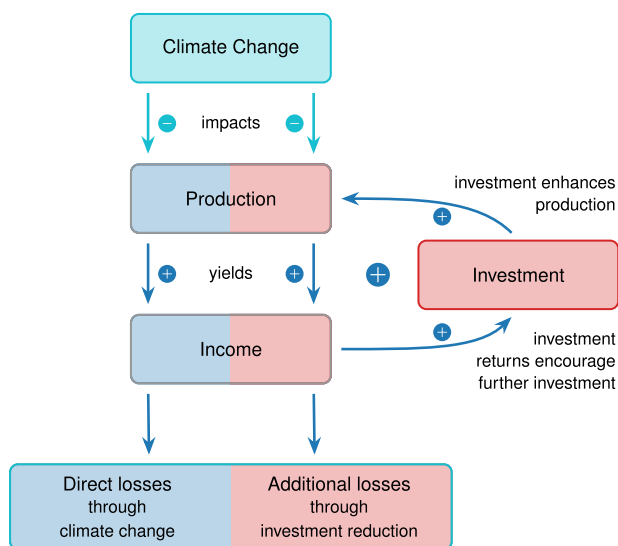 Climate Change
− impacts −
Production
investment enhances
production
+
+ yields +
+
Investment
Income
+
investment
returns encourage
further investment
Direct losses
through
climate change
Additional losses
through
investment reduction